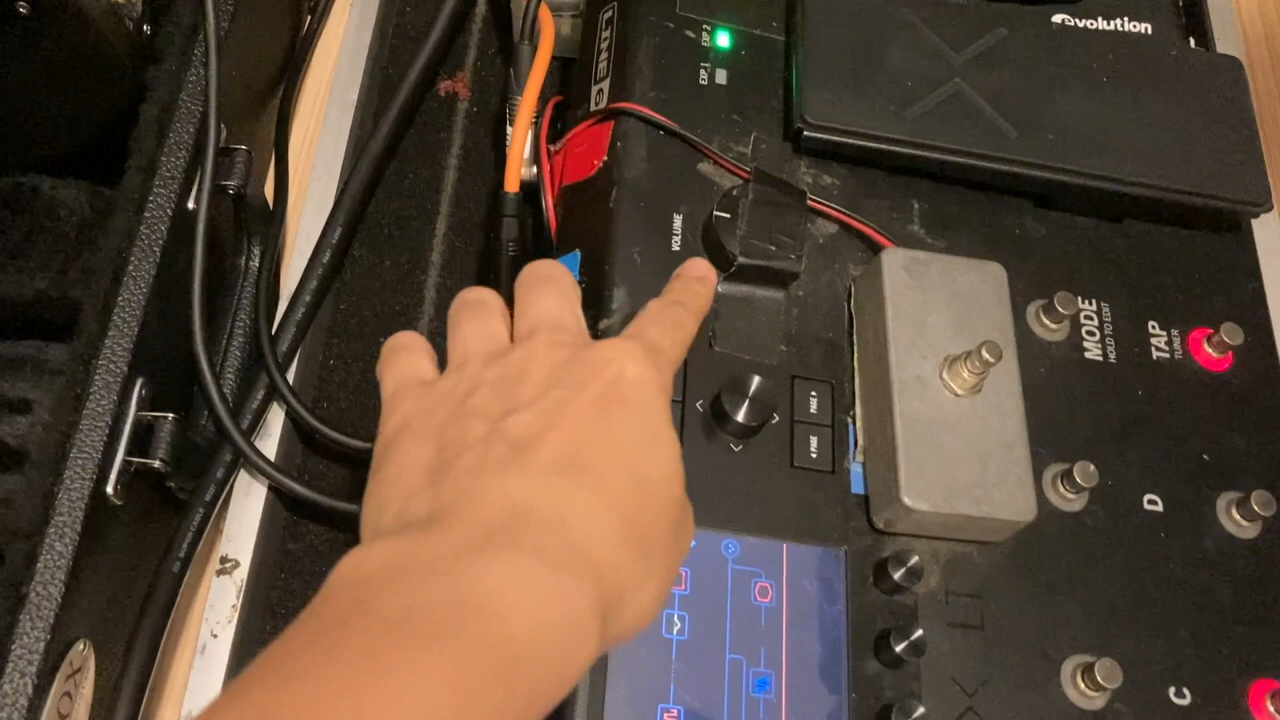 LINE 6
EXP 2
EXP 1
evolution
VOLUME
MODE
HOLD TO EDIT
TAP
TUNER
PAGE
PAGE
D
C